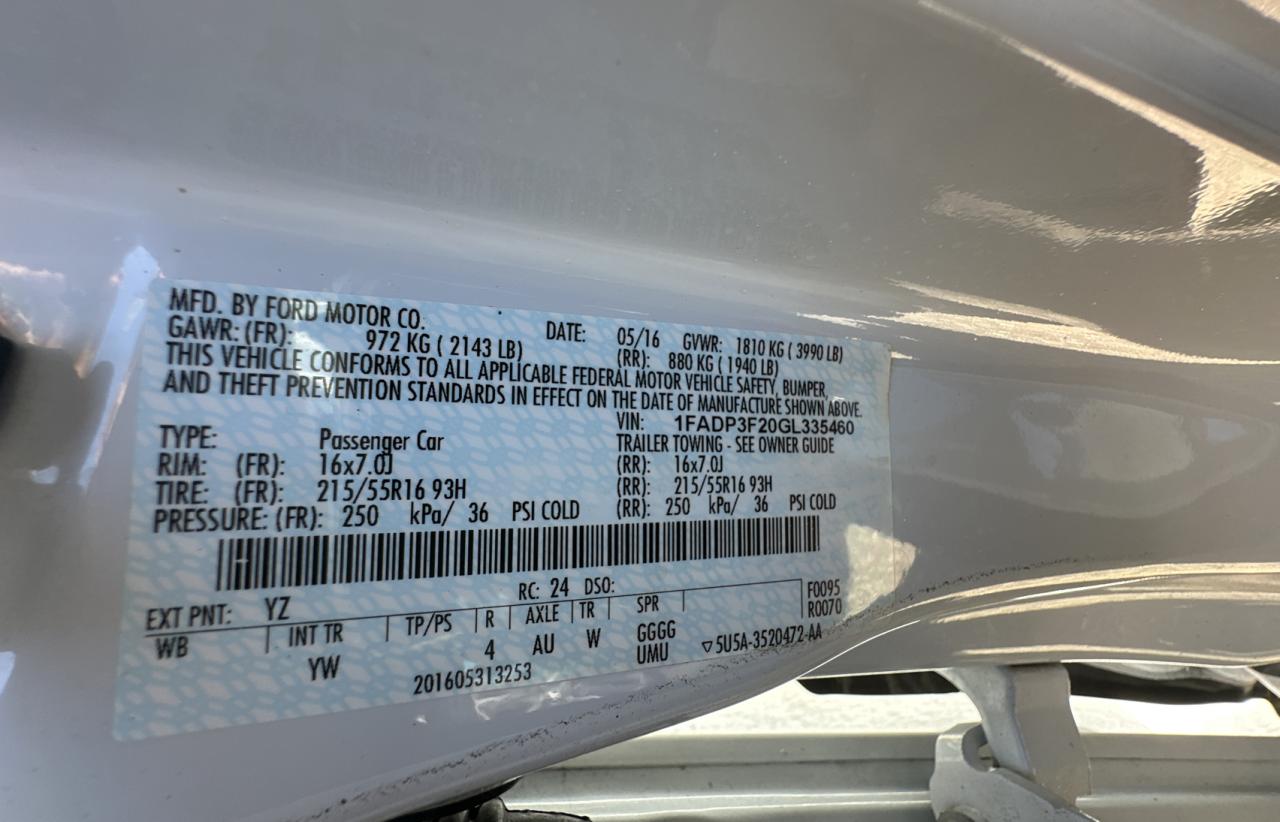 MFD. BY FORD MOTOR CO.
DATE: 05/16 GVWR: 1810 KG ( 3990 LB)
GAWR: (FR): 972 KG ( 2143 LB) (RR): 880 KG ( 1940 LB)
THIS VEHICLE CONFORMS TO ALL APPLICABLE FEDERAL MOTOR VEHICLE SAFETY, BUMPER,
AND THEFT PREVENTION STANDARDS IN EFFECT ON THE DATE OF MANUFACTURE SHOWN ABOVE.
VIN: 1FADP3F20GL335460
TYPE: Passenger Car TRAILER TOWING - SEE OWNER GUIDE
RIM: (FR): 16x7.0J (RR): 16x7.0J
TIRE: (FR): 215/55R16 93H (RR): 215/55R16 93H
PRESSURE: (FR): 250 kPa/ 36 PSI COLD (RR): 250 kPa/ 36 PSI COLD
EXT PNT: YZ RC: 24 DSO: F0095
WB INT TR TP/PS R AXLE TR SPR R0070
YW 4 AU W GGGG
UMU ▽5U5A-3520472-AA
201605313253